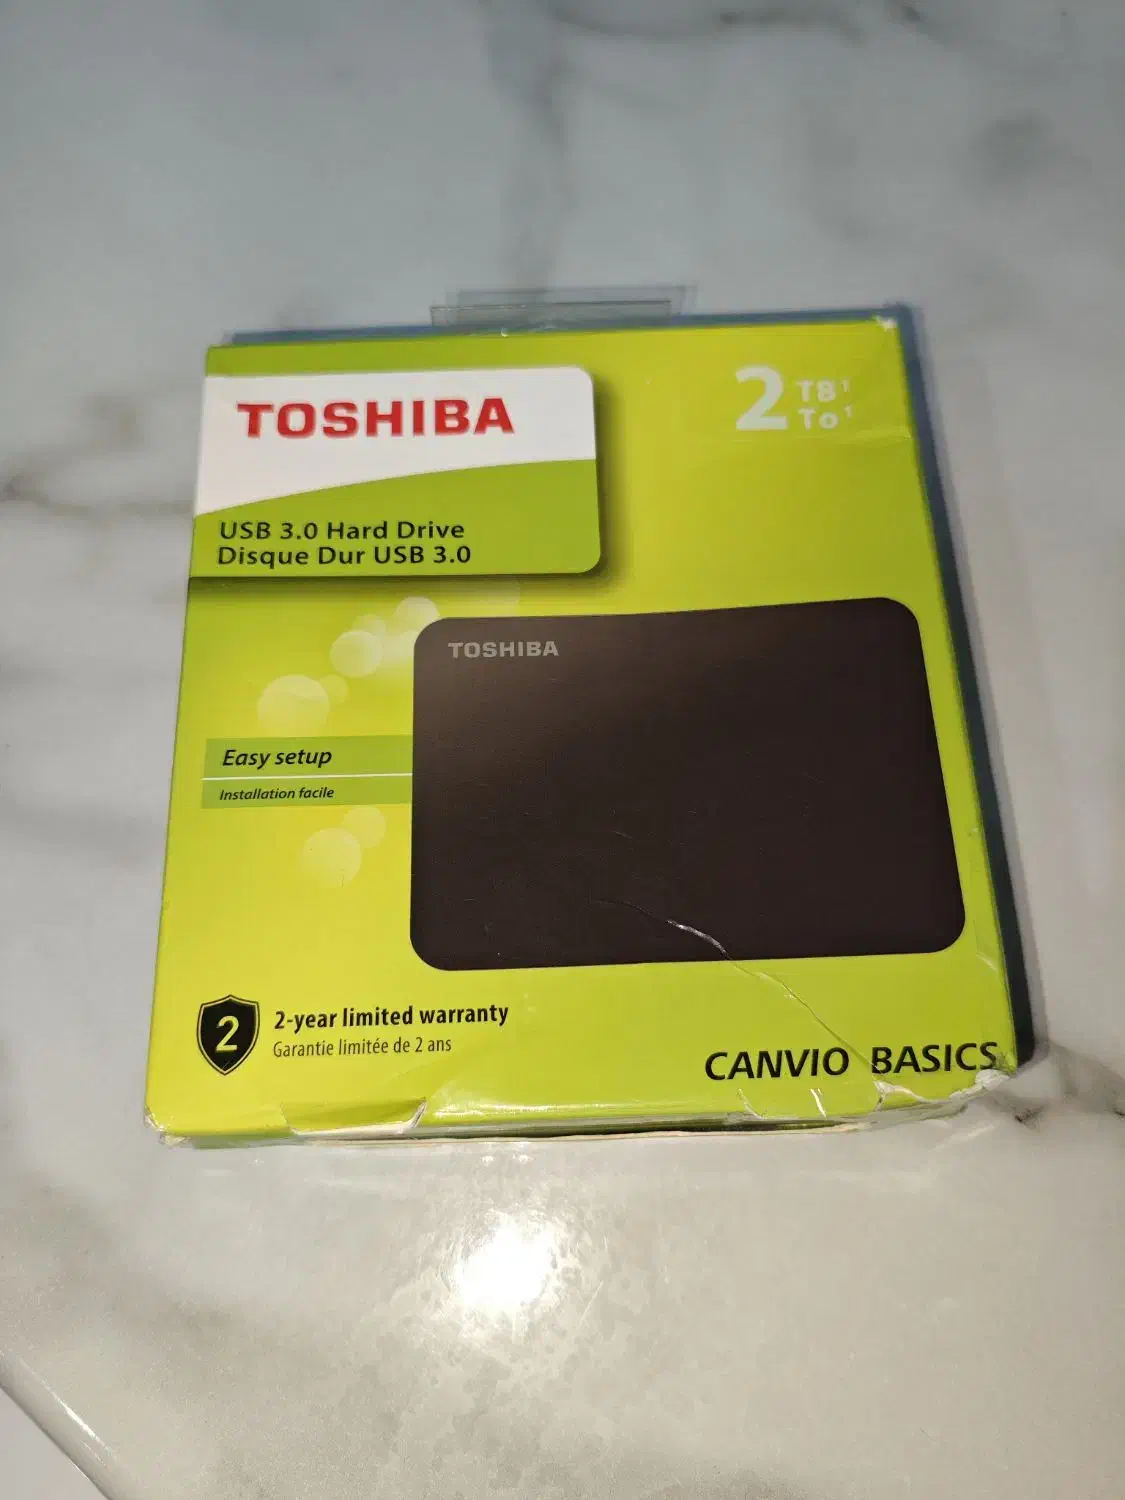 TOSHIBA
2 TB¹
To¹
USB 3.0 Hard Drive
Disque Dur USB 3.0
TOSHIBA
Easy setup
Installation facile
2
2-year limited warranty
Garantie limitée de 2 ans
CANVIO BASICS